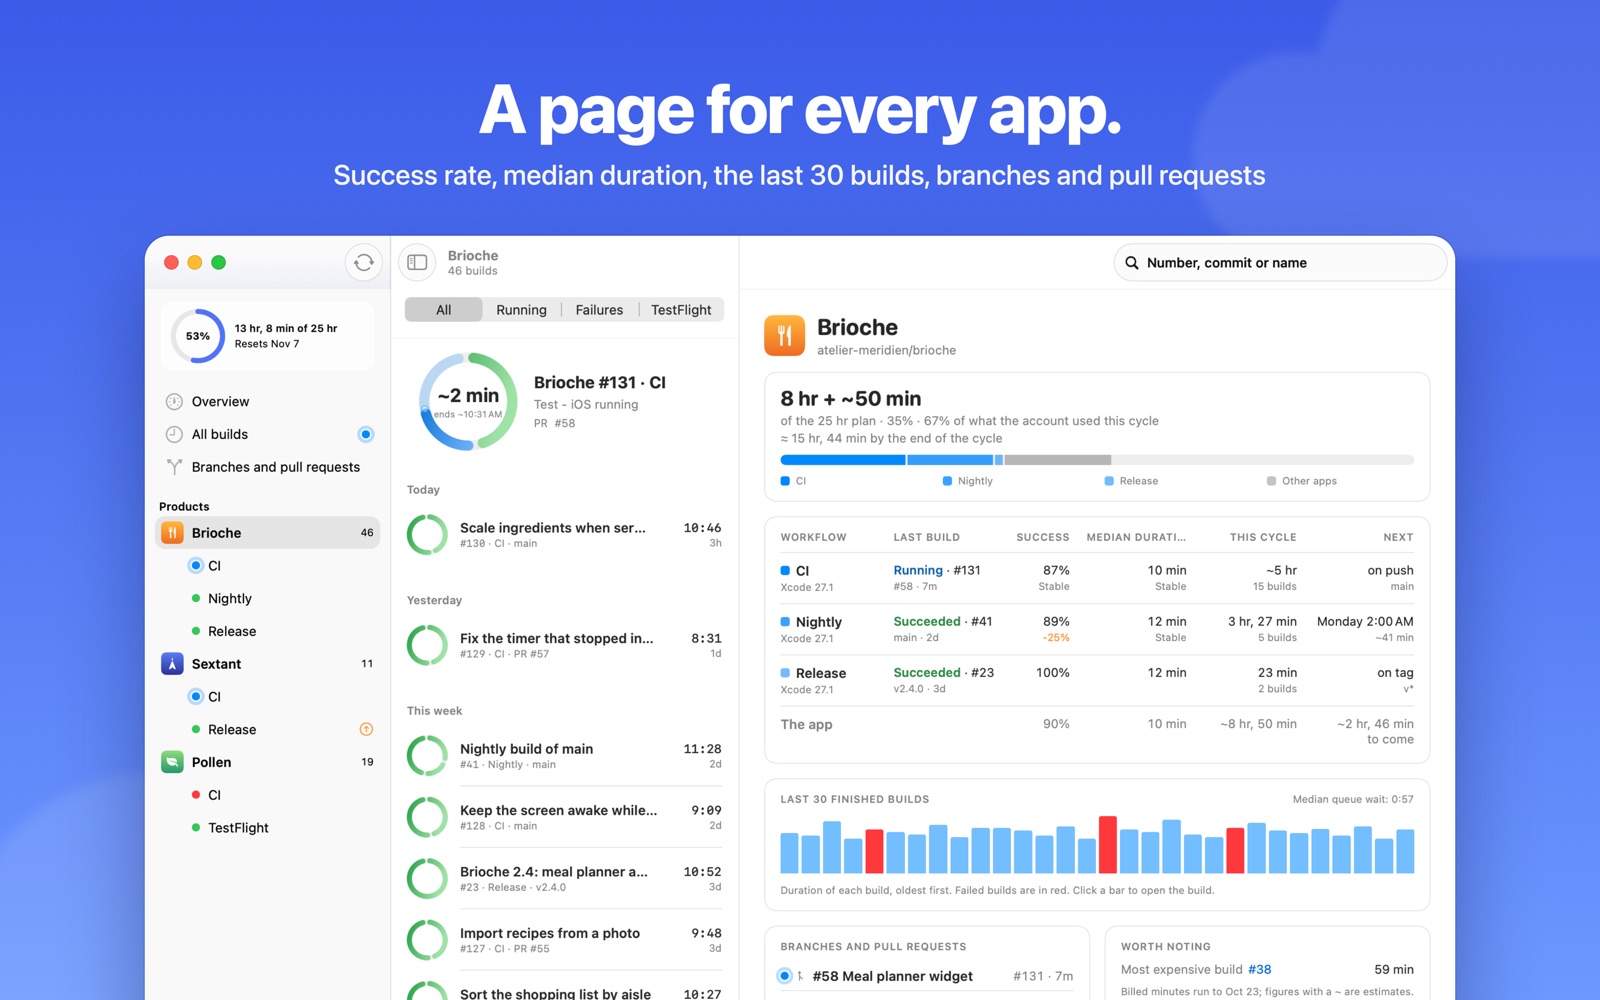 A page for every app.
Success rate, median duration, the last 30 builds, branches and pull requests
53%
13 hr, 8 min of 25 hr
Resets Nov 7
Overview
All builds
Branches and pull requests
Products
Brioche 46
CI
Nightly
Release
Sextant 11
CI
Release
Pollen 19
CI
TestFlight
Brioche
46 builds
All Running Failures TestFlight
~2 min
ends ~10:31 AM
Brioche #131 · CI
Test - iOS running
PR #58
Today
Scale ingredients when ser... 10:46
#130 · CI · main 3h
Yesterday
Fix the timer that stopped in... 8:31
#129 · CI · PR #57 1d
This week
Nightly build of main 11:28
#41 · Nightly · main 2d
Keep the screen awake while... 9:09
#128 · CI · main 2d
Brioche 2.4: meal planner a... 10:52
#23 · Release · v2.4.0 3d
Import recipes from a photo 9:48
#127 · CI · PR #55 3d
Sort the shopping list by aisle 10:27
Number, commit or name
Brioche
atelier-meridien/brioche
8 hr + ~50 min
of the 25 hr plan · 35% · 67% of what the account used this cycle
≈ 15 hr, 44 min by the end of the cycle
CI Nightly Release Other apps
WORKFLOW LAST BUILD SUCCESS MEDIAN DURATI... THIS CYCLE NEXT
CI Running · #131 87% 10 min ~5 hr on push
Xcode 27.1 #58 · 7m Stable Stable 15 builds main
Nightly Succeeded · #41 89% 12 min 3 hr, 27 min Monday 2:00 AM
Xcode 27.1 main · 2d -25% Stable 5 builds ~41 min
Release Succeeded · #23 100% 12 min 23 min on tag
Xcode 27.1 v2.4.0 · 3d 2 builds v*
The app 90% 10 min ~8 hr, 50 min ~2 hr, 46 min
to come
LAST 30 FINISHED BUILDS Median queue wait: 0:57
Duration of each build, oldest first. Failed builds are in red. Click a bar to open the build.
BRANCHES AND PULL REQUESTS
#58 Meal planner widget #131 · 7m
WORTH NOTING
Most expensive build #38 59 min
Billed minutes run to Oct 23; figures with a ~ are estimates.